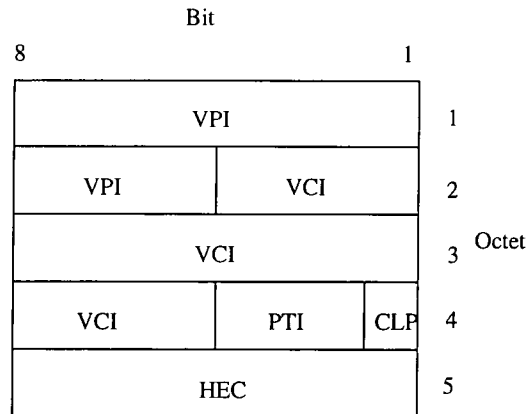 Bit
8 1
VPI 1
VPI VCI 2
VCI 3 Octet
VCI PTI CLP 4
HEC 5